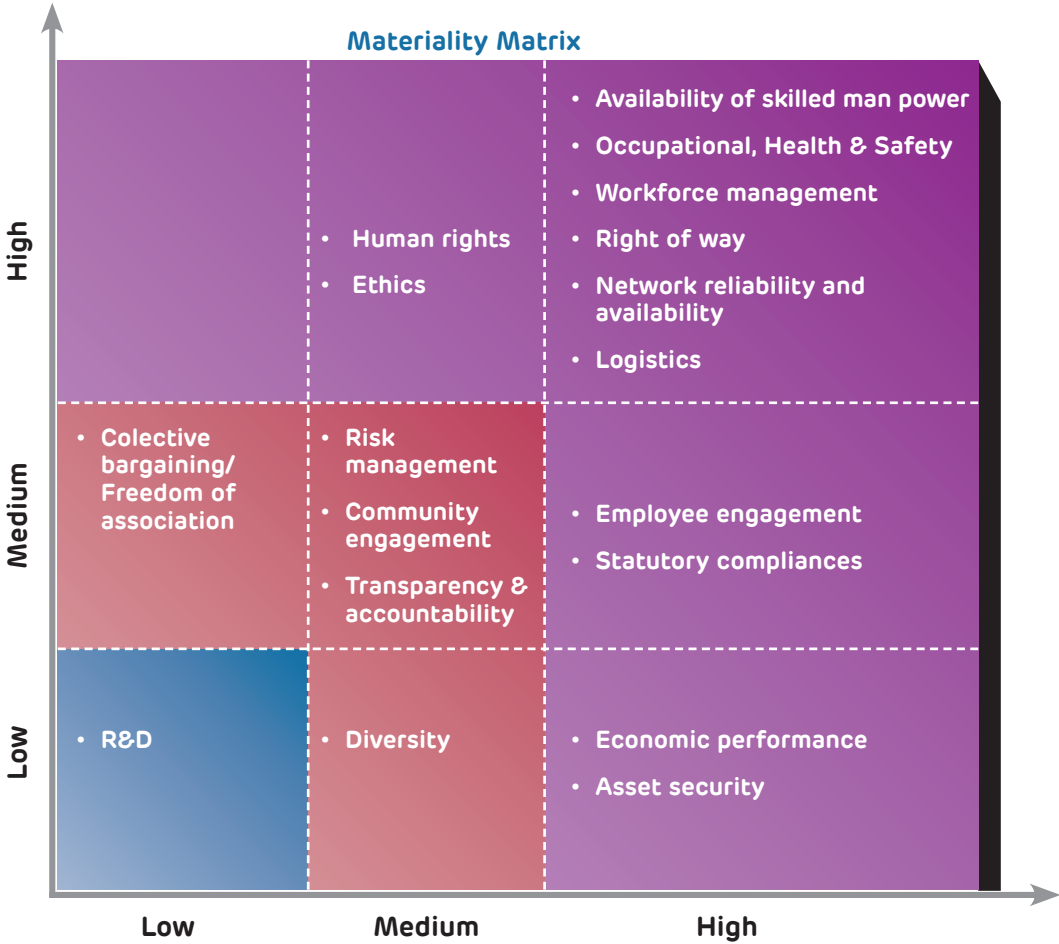 Materiality Matrix
High
• Human rights
• Ethics
• Availability of skilled man power
• Occupational, Health & Safety
• Workforce management
• Right of way
• Network reliability and
availability
• Logistics
Medium
• Colective
bargaining/
Freedom of
association
• Risk
management
• Community
engagement
• Transparency &
accountability
• Employee engagement
• Statutory compliances
Low
• R&D
• Diversity
• Economic performance
• Asset security
Low
Medium
High